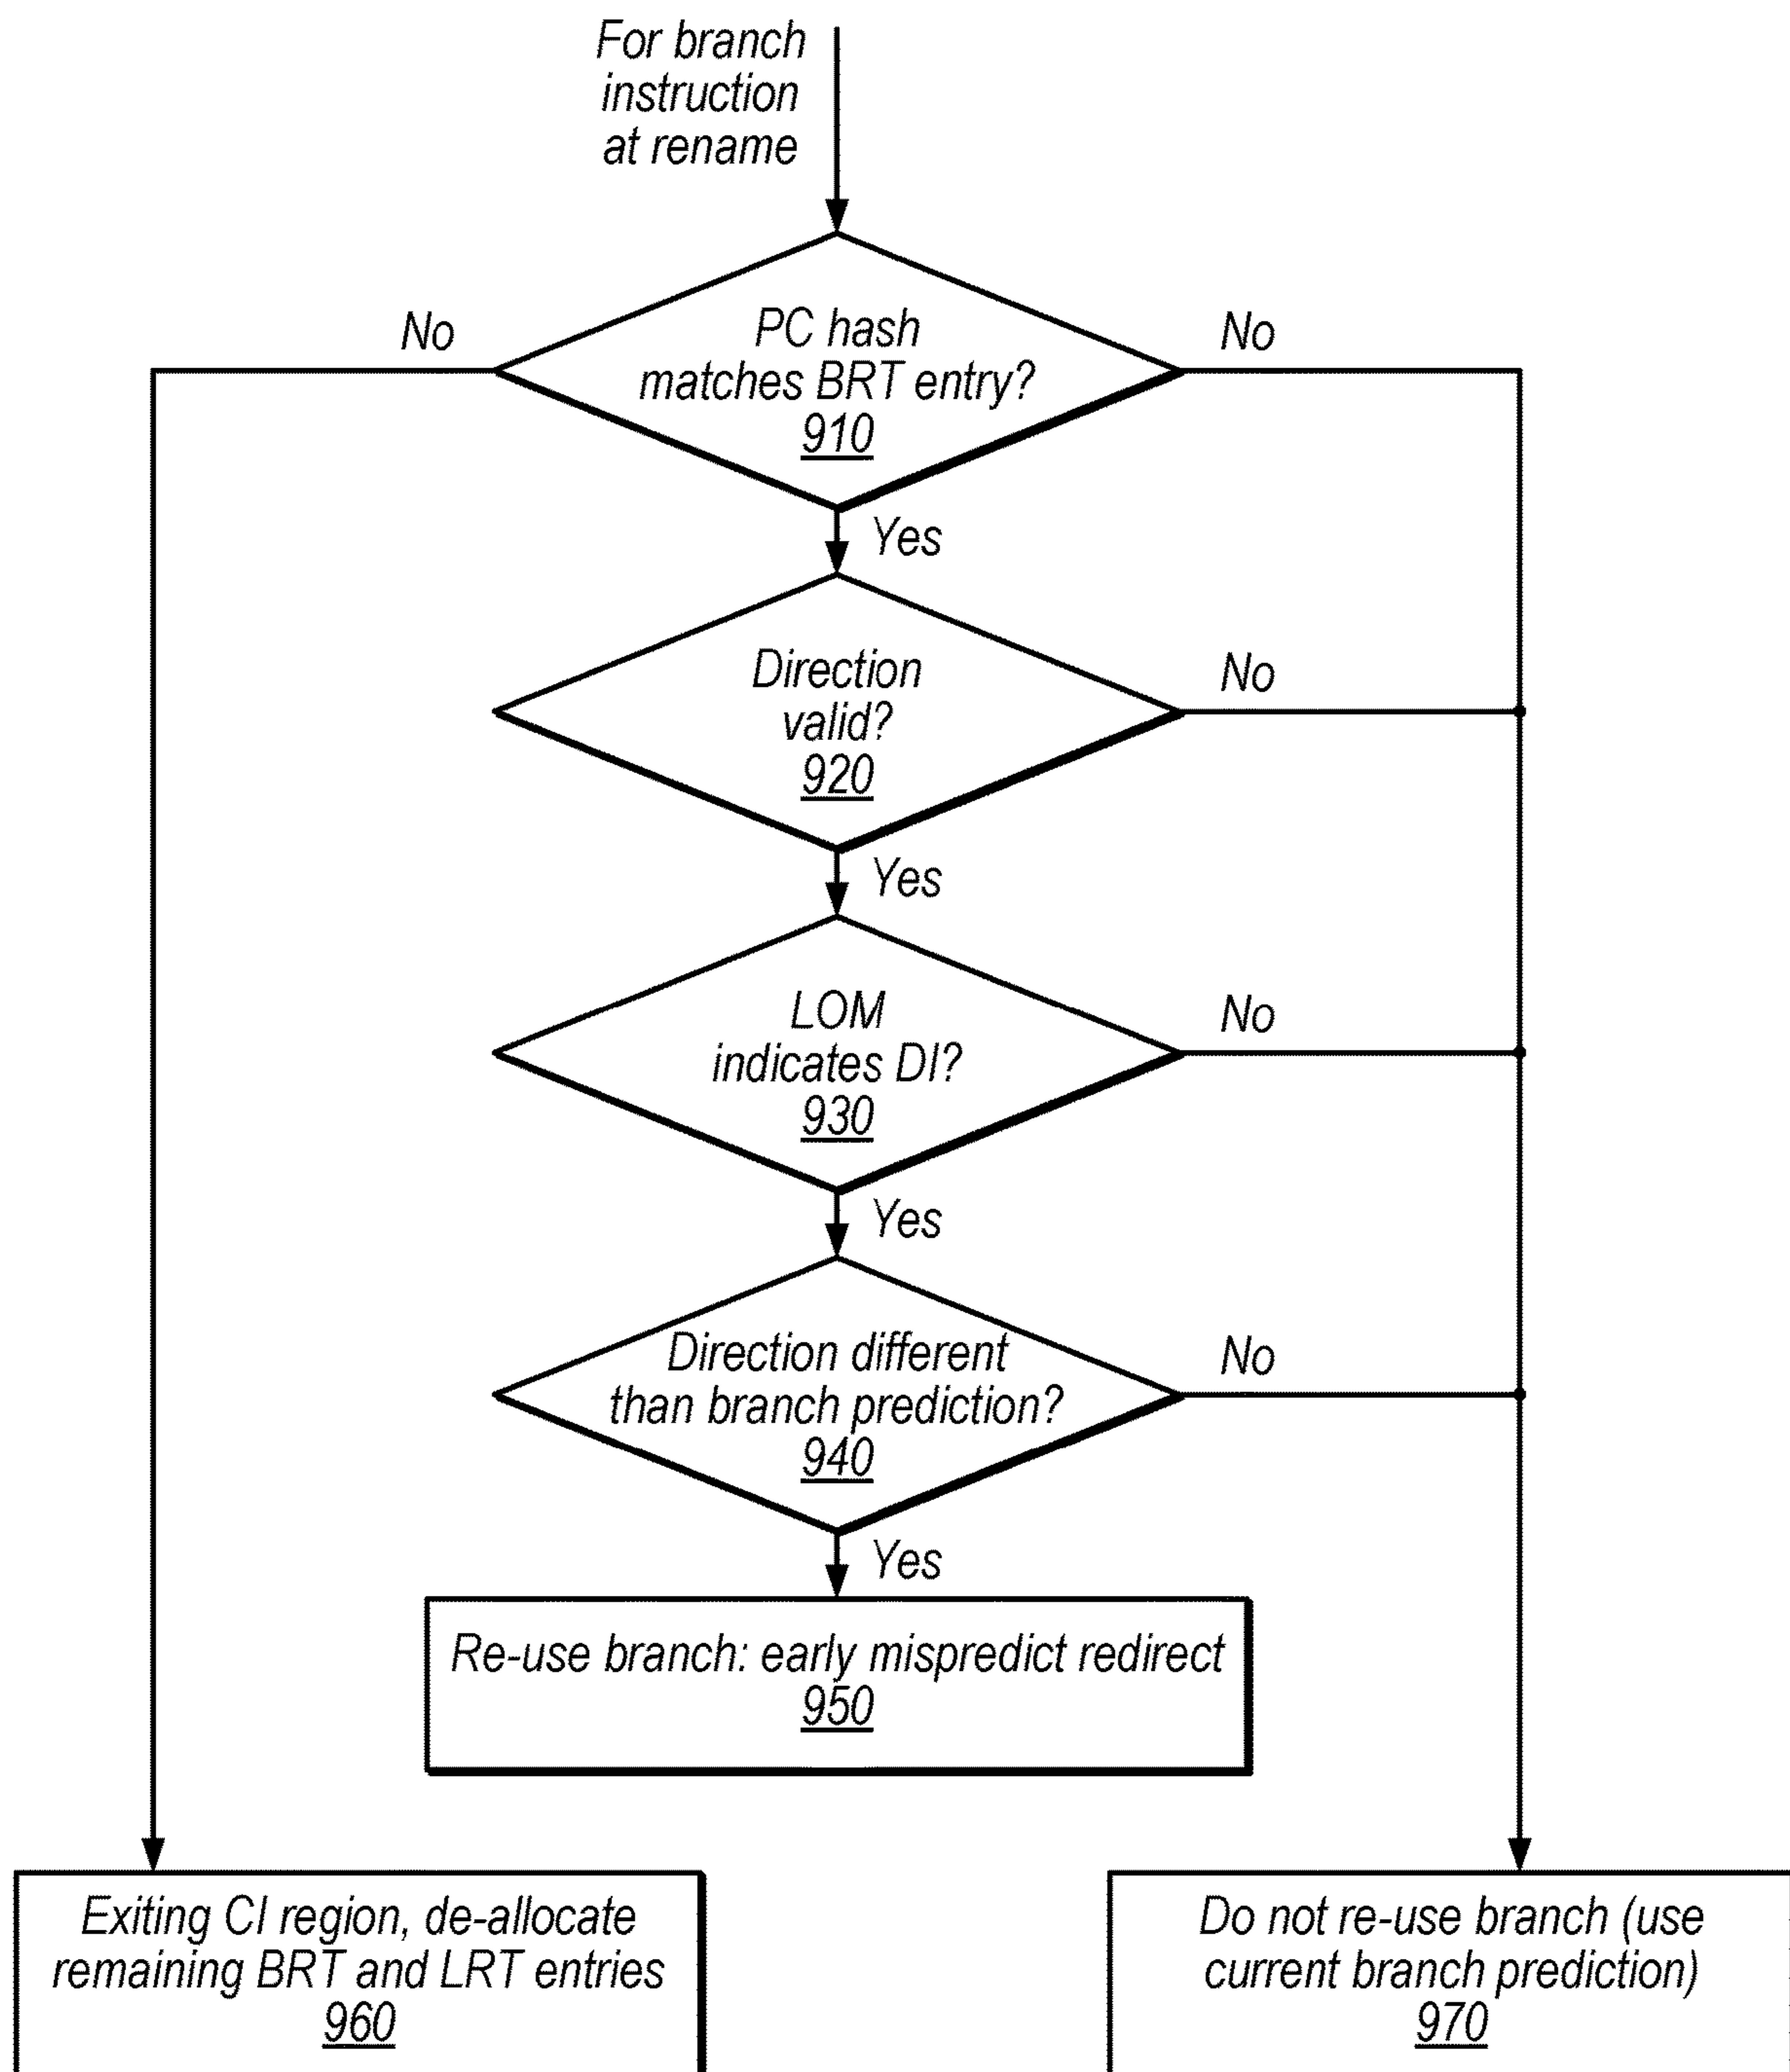 For branch
instruction
at rename
No
No
PC hash
matches BRT entry?
910
Yes
No
Direction
valid?
920
Yes
No
LOM
indicates DI?
930
Yes
No
Direction different
than branch prediction?
940
Yes
Re-use branch: early mispredict redirect
950
Exiting CI region, de-allocate
remaining BRT and LRT entries
960
Do not re-use branch (use
current branch prediction)
970